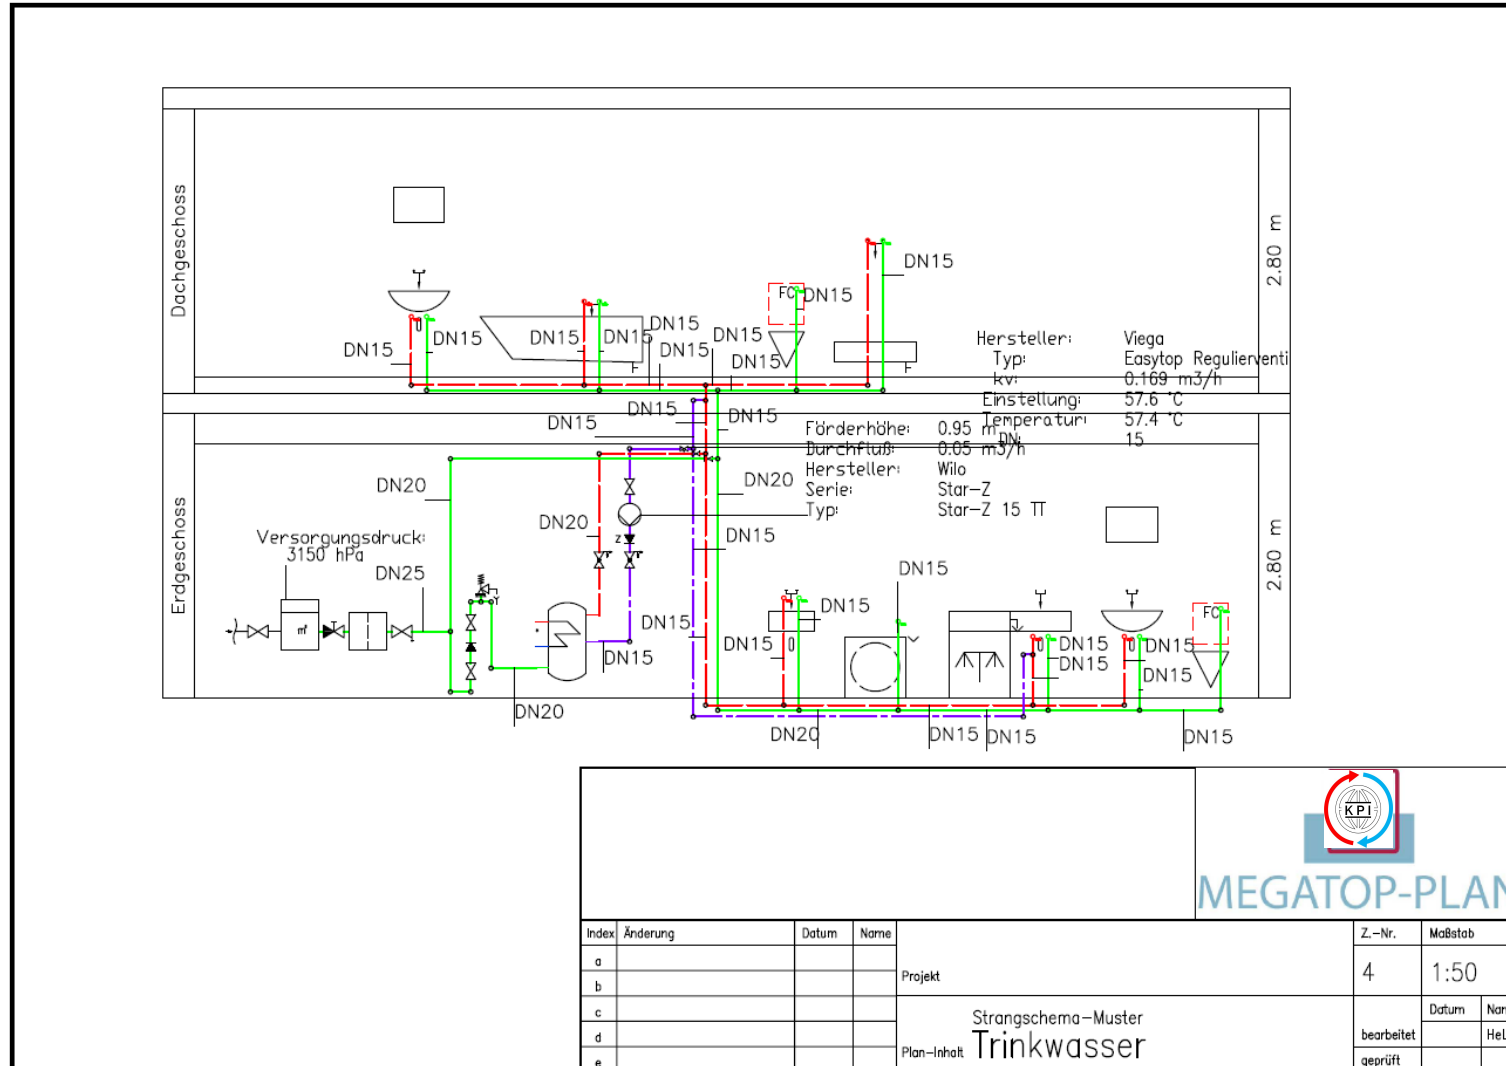 Dachgeschoss
2.80 m
DN15
DN15
FC
DN15
DN15
DN15
DN15
DN15
DN15
DN15
DN15
DN15
Hersteller: Viega
Typ: Easytop Regulierventi
kv: 0.169 m3/h
Einstellung: 57.6 °C
Temperatur: 57.4 °C
DN: 15
DN15
DN15
DN15
Erdgeschoss
2.80 m
Förderhöhe: 0.95 m
Durchfluß: 0.05 m3/h
Hersteller: Wilo
Serie: Star-Z
Typ: Star-Z 15 TT
DN20
DN20
DN20
Versorgungsdruck:
3150 hPa
DN25
Z
DN15
DN15
DN15
FC
m³
DN15
DN15
DN15
DN15
DN15
DN15
DN15
DN20
DN20
DN15
DN15
DN15
KPI
MEGATOP-PLAN
Index Änderung Datum Name
Z.-Nr. Maßstab
a
b
Projekt
4 1:50
c
d
e
Strangschema-Muster
Plan-Inhalt Trinkwasser
Datum Nam
bearbeitet Hel
geprüft